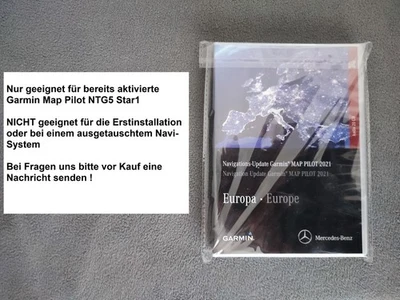 Nur geeignet für bereits aktivierte
Garmin Map Pilot NTG5 Star1
NICHT geeignet für die Erstinstallation
oder bei einem ausgetauschtem Navi-
System
Bei Fragen uns bitte vor Kauf eine
Nachricht senden !
Navigations-Update Garmin® MAP PILOT 2021
Navigation Update Garmin® MAP PILOT 2021
Europa · Europe
GARMIN
Mercedes-Benz